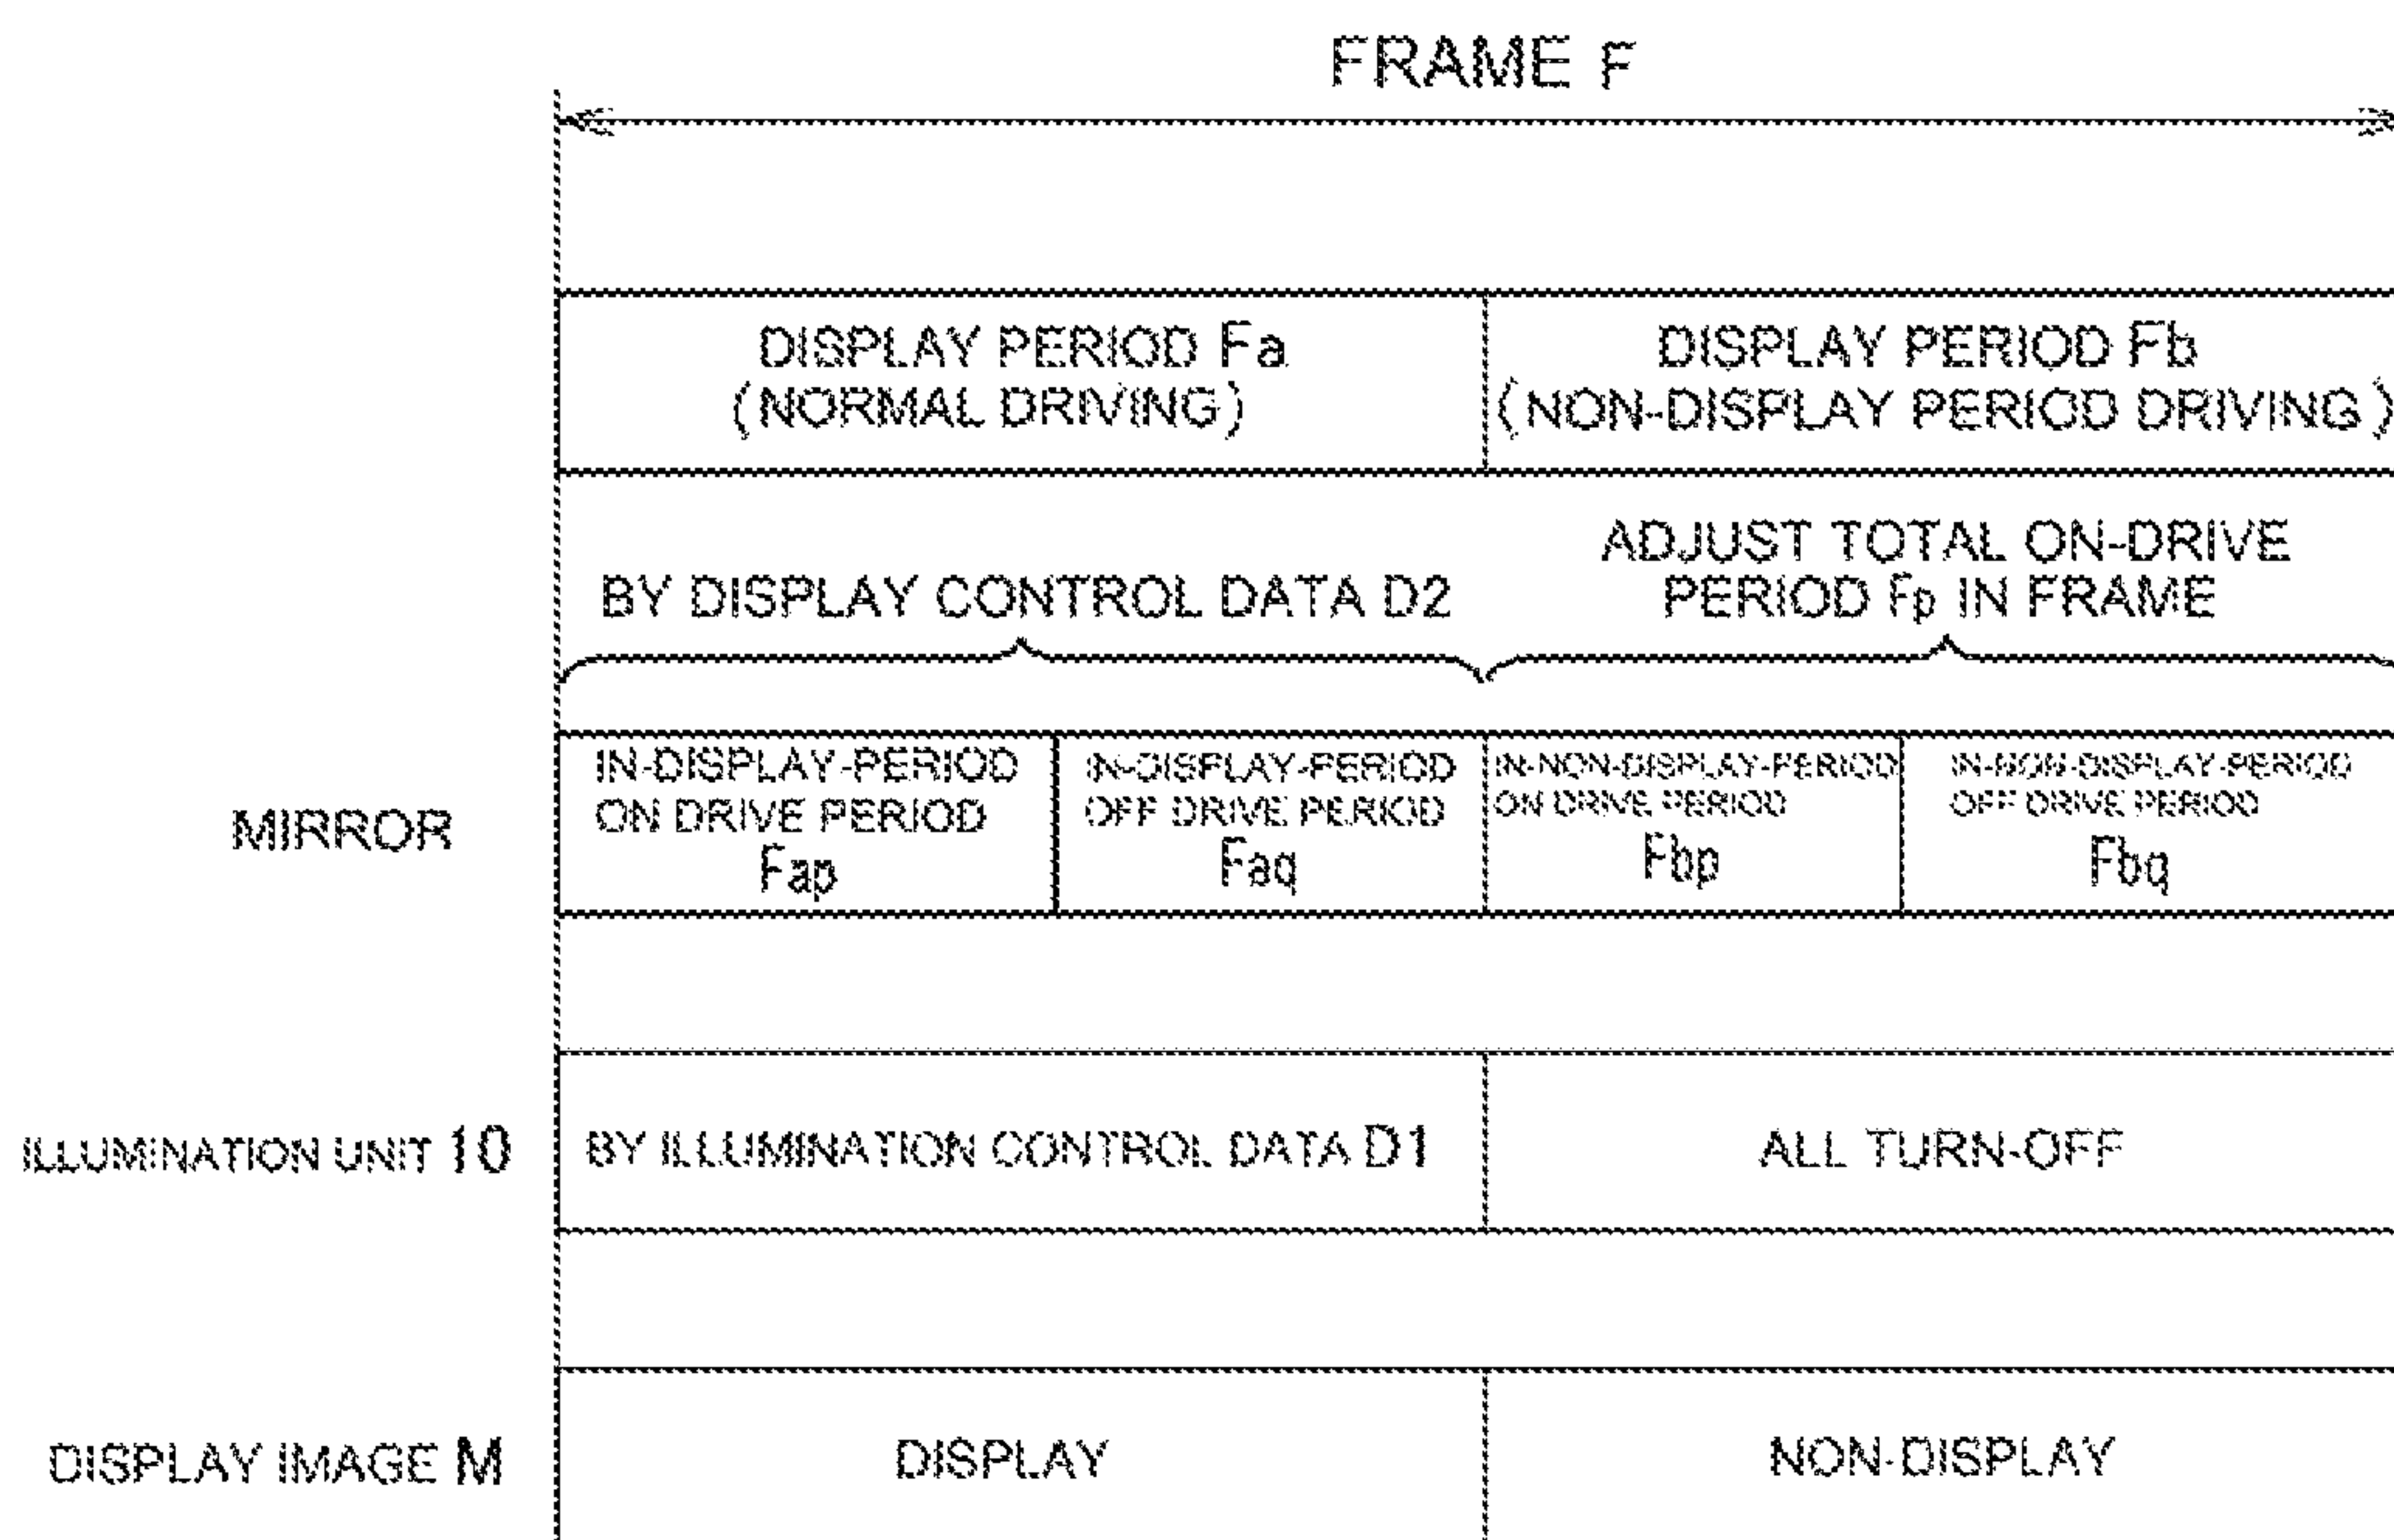 FRAME F
DISPLAY PERIOD Fa
(NORMAL DRIVING)
DISPLAY PERIOD Fb
(NON-DISPLAY PERIOD DRIVING)
BY DISPLAY CONTROL DATA D2
ADJUST TOTAL ON-DRIVE
PERIOD Fp IN FRAME
MIRROR
IN-DISPLAY-PERIOD
ON DRIVE PERIOD
Fap
IN-DISPLAY-PERIOD
OFF DRIVE PERIOD
Faq
IN-NON-DISPLAY-PERIOD
ON DRIVE PERIOD
Fbp
IN-NON-DISPLAY-PERIOD
OFF DRIVE PERIOD
Fbq
ILLUMINATION UNIT 10
BY ILLUMINATION CONTROL DATA D1
ALL TURN-OFF
DISPLAY IMAGE M
DISPLAY
NON-DISPLAY